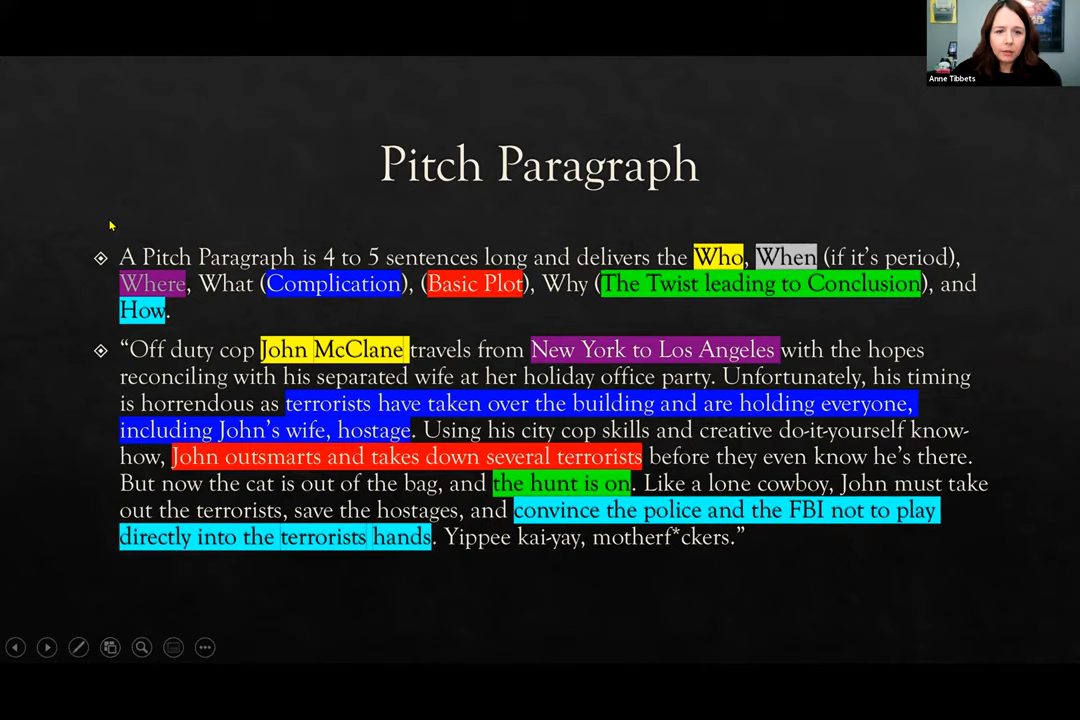 Anne Tibbets
Pitch Paragraph
A Pitch Paragraph is 4 to 5 sentences long and delivers the Who, When (if it's period),
Where, What (Complication), (Basic Plot), Why (The Twist leading to Conclusion), and
How.
“Off duty cop John McClane travels from New York to Los Angeles with the hopes
reconciling with his separated wife at her holiday office party. Unfortunately, his timing
is horrendous as terrorists have taken over the building and are holding everyone,
including John's wife, hostage. Using his city cop skills and creative do-it-yourself know-
how, John outsmarts and takes down several terrorists before they even know he's there.
But now the cat is out of the bag, and the hunt is on. Like a lone cowboy, John must take
out the terrorists, save the hostages, and convince the police and the FBI not to play
directly into the terrorists hands. Yippee kai-yay, motherf*ckers.”